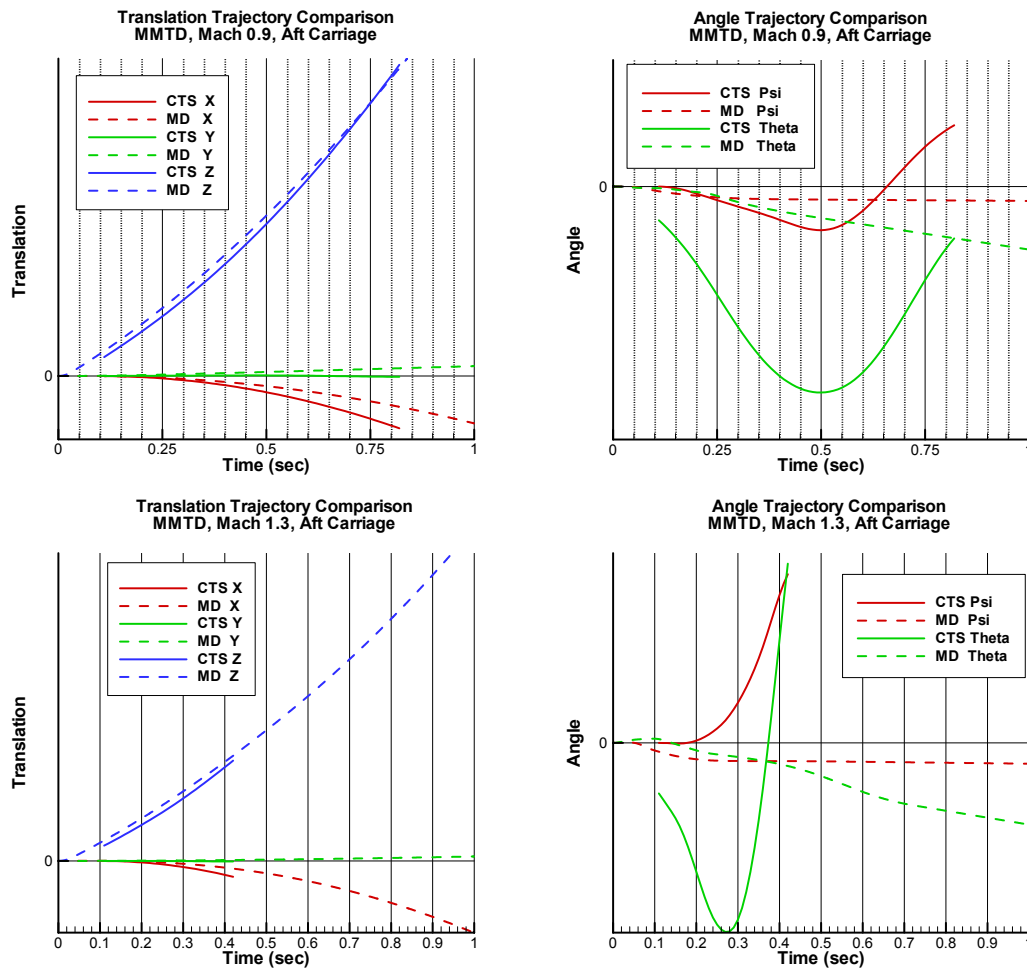 Translation Trajectory Comparison
MMTD, Mach 0.9, Aft Carriage
CTS X
MD X
CTS Y
MD Y
CTS Z
MD Z
Translation
0
0 0.25 0.5 0.75 1
Time (sec)
Angle Trajectory Comparison
MMTD, Mach 0.9, Aft Carriage
CTS Psi
MD Psi
CTS Theta
MD Theta
Angle
0
0 0.25 0.5 0.75 1
Time (sec)
Translation Trajectory Comparison
MMTD, Mach 1.3, Aft Carriage
CTS X
MD X
CTS Y
MD Y
CTS Z
MD Z
Translation
0
0 0.1 0.2 0.3 0.4 0.5 0.6 0.7 0.8 0.9 1
Time (sec)
Angle Trajectory Comparison
MMTD, Mach 1.3, Aft Carriage
CTS Psi
MD Psi
CTS Theta
MD Theta
Angle
0
0 0.1 0.2 0.3 0.4 0.5 0.6 0.7 0.8 0.9 1
Time (sec)